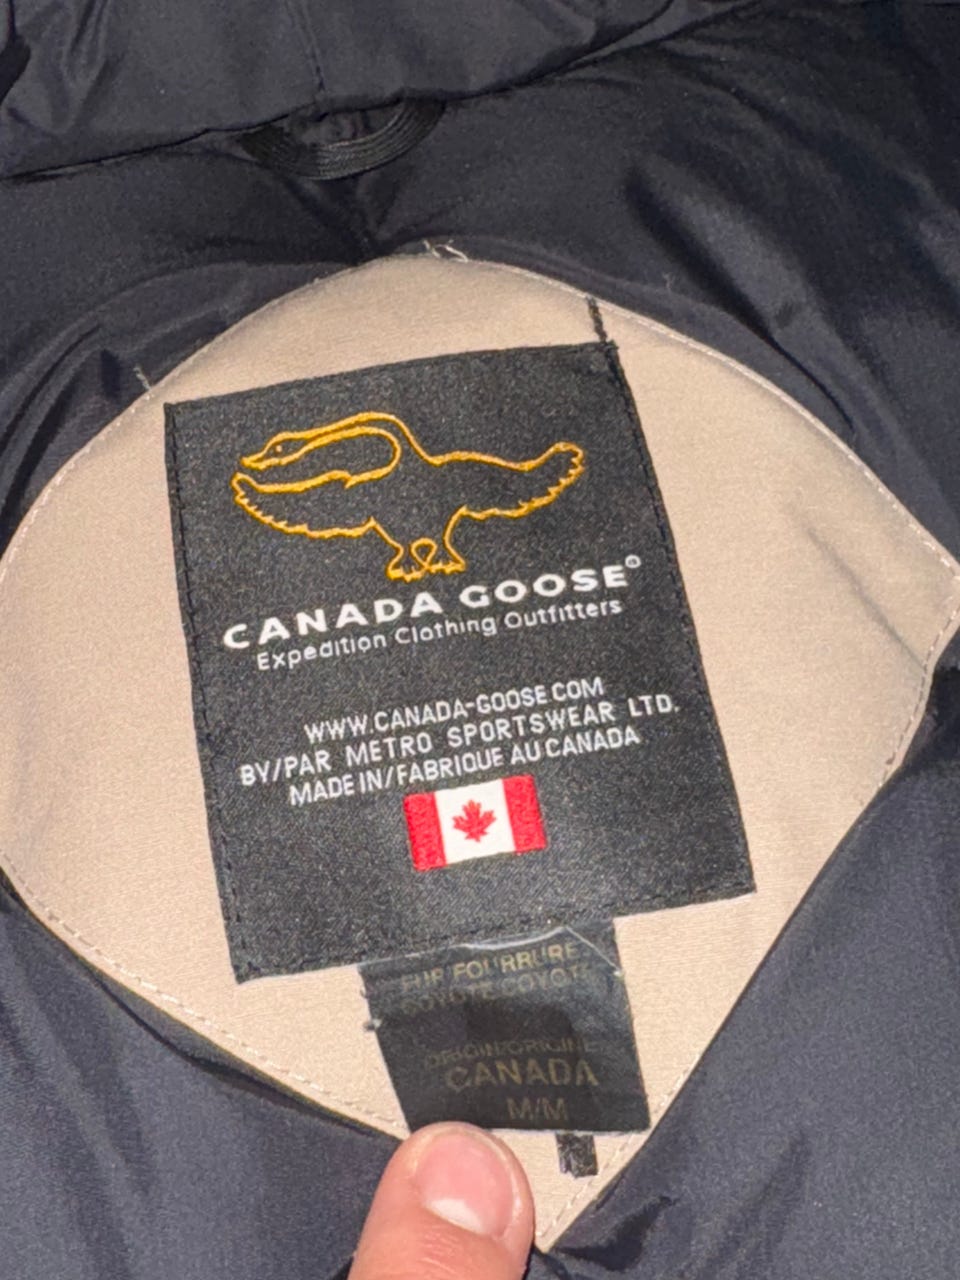 CANADA GOOSE®
Expedition Clothing Outfitters
WWW.CANADA-GOOSE.COM
BY/PAR METRO SPORTSWEAR LTD.
MADE IN/FABRIQUE AU CANADA
FUR FOURRURE:
COYOTE COYOTE
ORIGIN/ORIGINE
CANADA
M/M